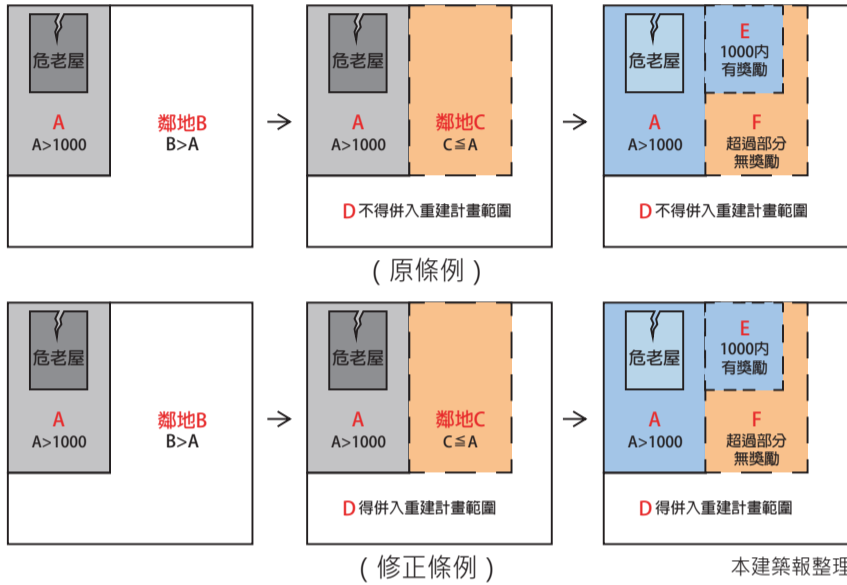 危老屋
A
A>1000
鄰地B
B>A
危老屋
A
A>1000
鄰地C
C≦A
D 不得併入重建計畫範圍
危老屋
A
A>1000
E
1000內
有獎勵
F
超過部分
無獎勵
D 不得併入重建計畫範圍
(原條例)
危老屋
A
A>1000
鄰地B
B>A
危老屋
A
A>1000
鄰地C
C≦A
D 得併入重建計畫範圍
危老屋
A
A>1000
E
1000內
有獎勵
F
超過部分
無獎勵
D 得併入重建計畫範圍
(修正條例)
本建築報整理